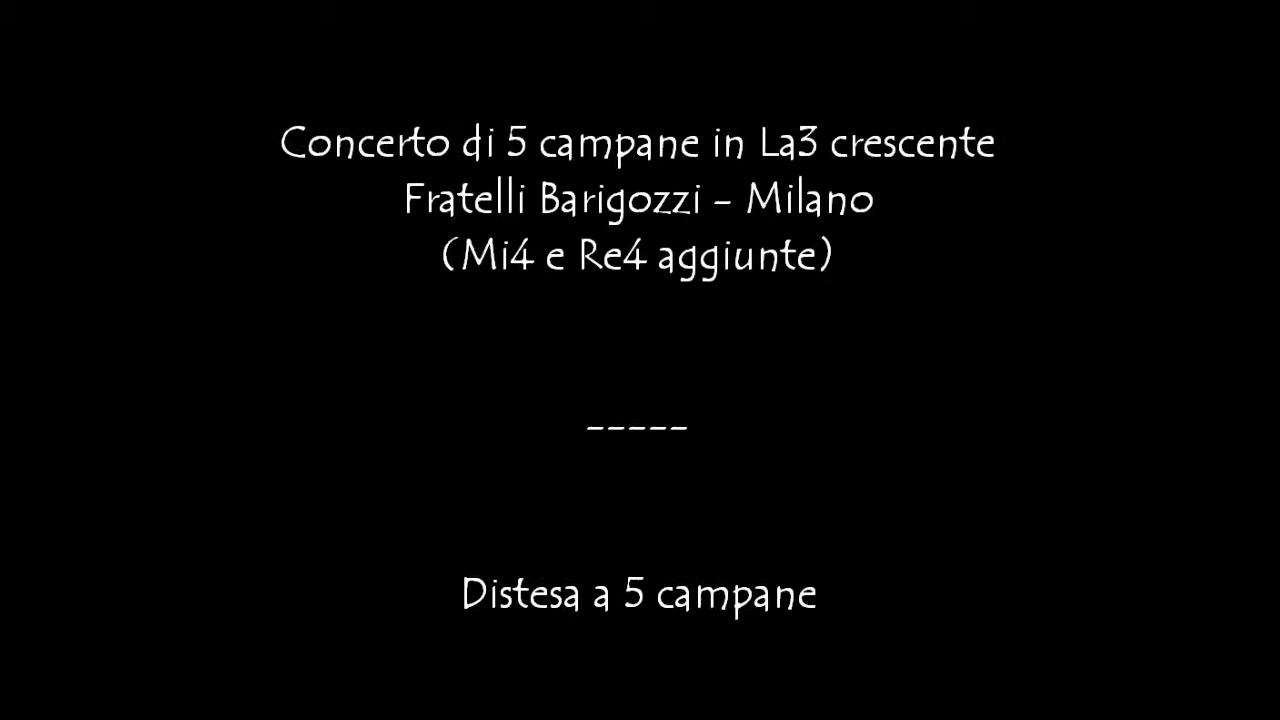 Concerto di 5 campane in La3 crescente
Fratelli Barigozzi - Milano
(Mi4 e Re4 aggiunte)
-----
Distesa a 5 campane